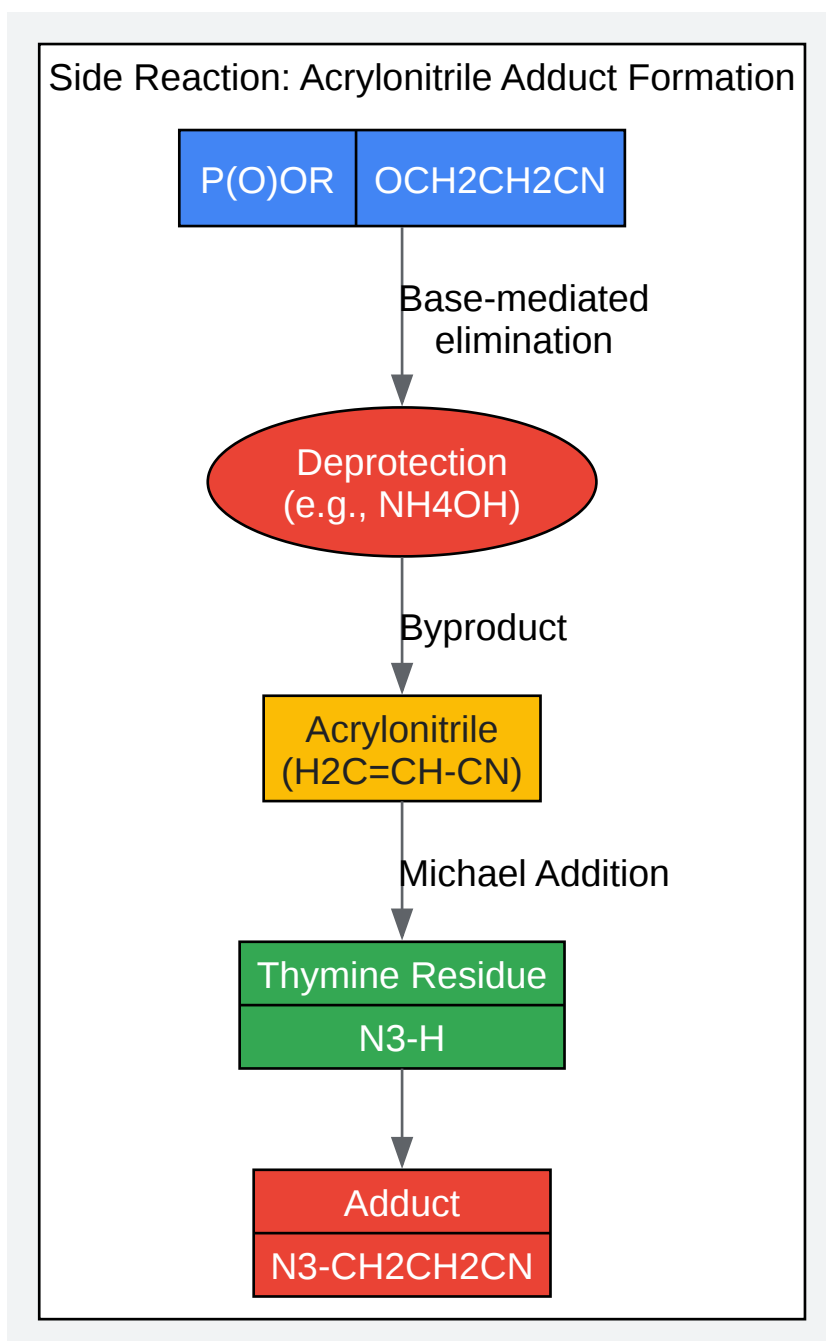 Side Reaction: Acrylonitrile Adduct Formation
P(O)OR OCH2CH2CN
Base-mediated
elimination
Deprotection
(e.g., NH4OH)
Byproduct
Acrylonitrile
(H2C=CH-CN)
Michael Addition
Thymine Residue
N3-H
Adduct
N3-CH2CH2CN